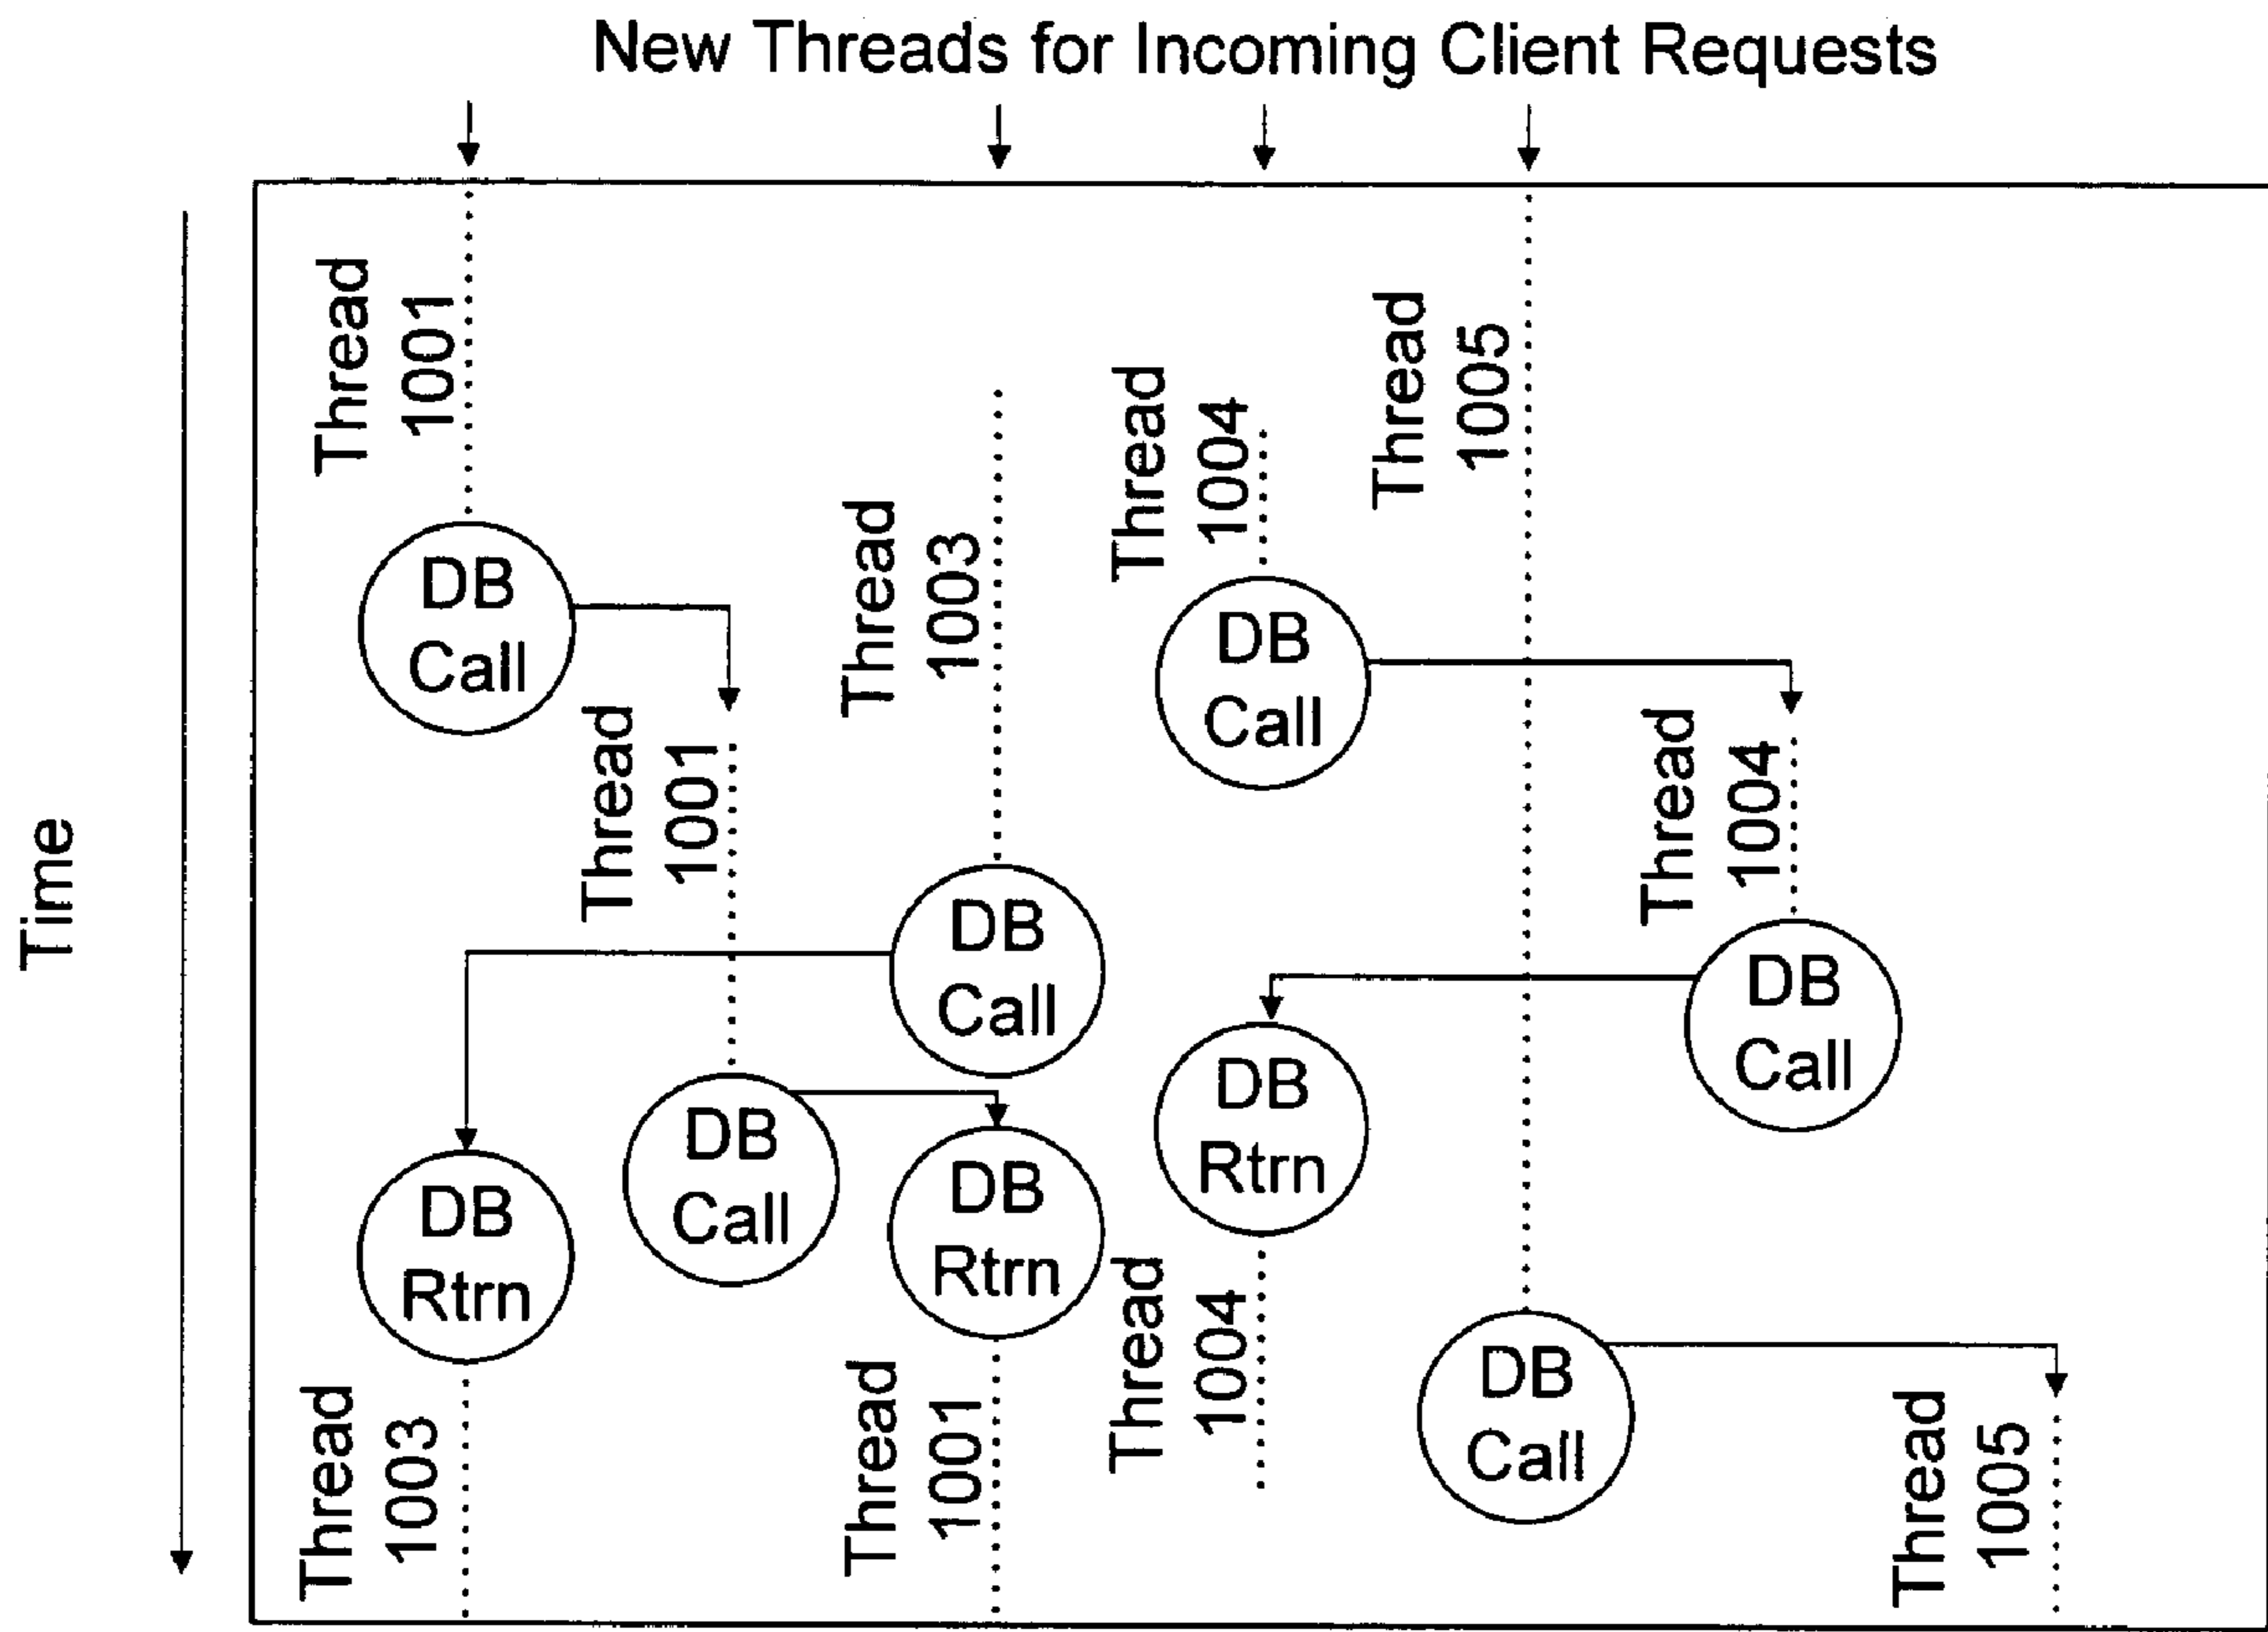 New Threads for Incoming Client Requests
Time
Thread
1001
Thread
1003
Thread
1004
Thread
1005
DB
Call
DB
Call
Thread
1001
Thread
1004
DB
Call
DB
Call
DB
Call
DB
Rtrn
DB
Rtrn
DB
Rtrn
DB
Call
Thread
1003
Thread
1001
Thread
1004
Thread
1005